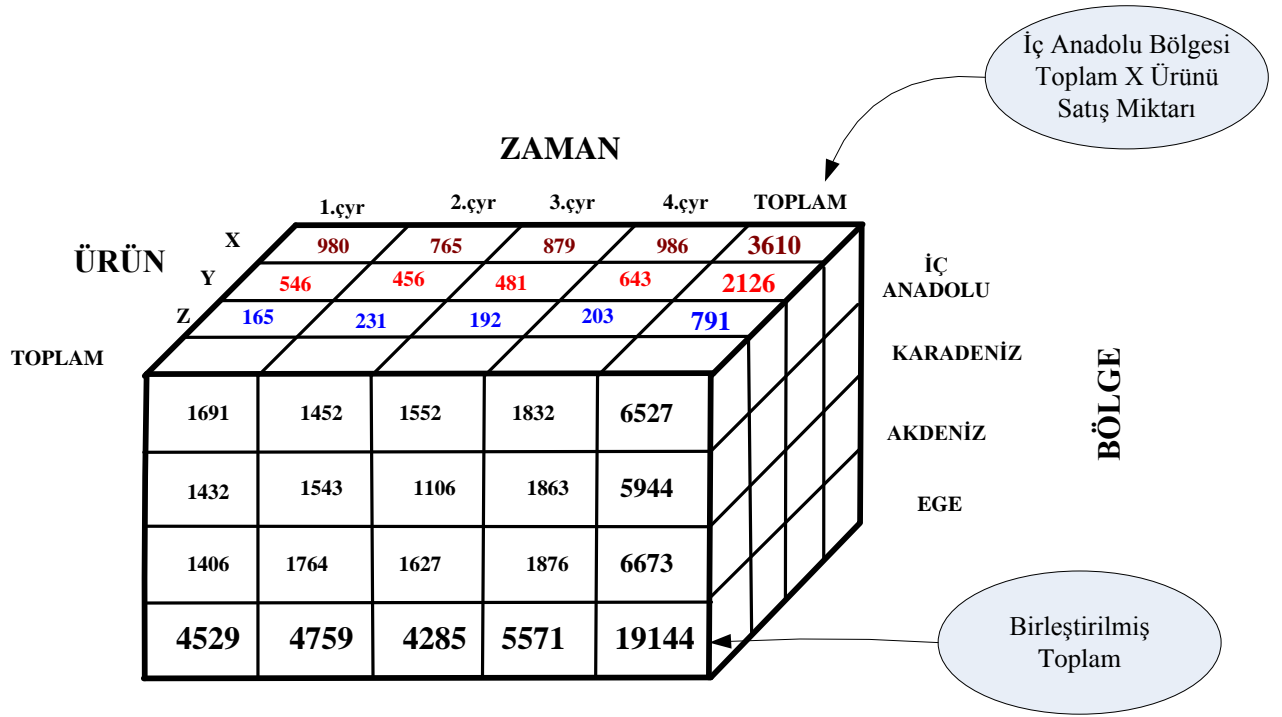 İç Anadolu Bölgesi
Toplam X Ürünü
Satış Miktarı
ZAMAN
1.çyr 2.çyr 3.çyr 4.çyr TOPLAM
ÜRÜN
X 980 765 879 986 3610
Y 546 456 481 643 2126
Z 165 231 192 203 791
TOPLAM
1691 1452 1552 1832 6527
1432 1543 1106 1863 5944
1406 1764 1627 1876 6673
4529 4759 4285 5571 19144
İÇ
ANADOLU
KARADENİZ
AKDENİZ
EGE
BÖLGE
Birleştirilmiş
Toplam